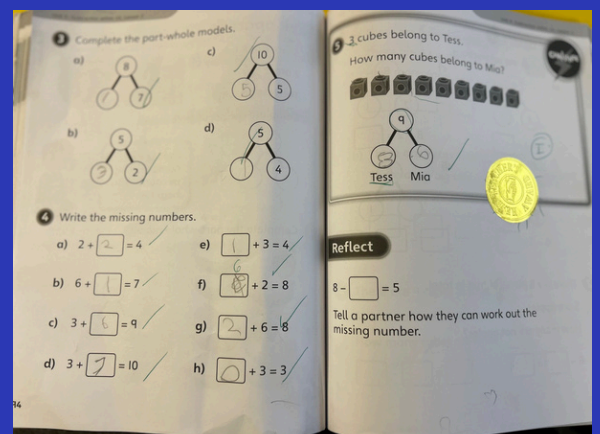 3 Complete the part-whole models.
a) 8 1 7
c) 10 5 5
b) 5 3 2
d) 5 1 4
4 Write the missing numbers.
a) 2 + 2 = 4
e) 1 + 3 = 4
b) 6 + 1 = 7
f) 6 + 2 = 8
c) 3 + 6 = 9
g) 2 + 6 = 8
d) 3 + 7 = 10
h) 0 + 3 = 3
5 3 cubes belong to Tess.
How many cubes belong to Mia?
9
3 6
Tess Mia
I
Reflect
8 - = 5
Tell a partner how they can work out the
missing number.